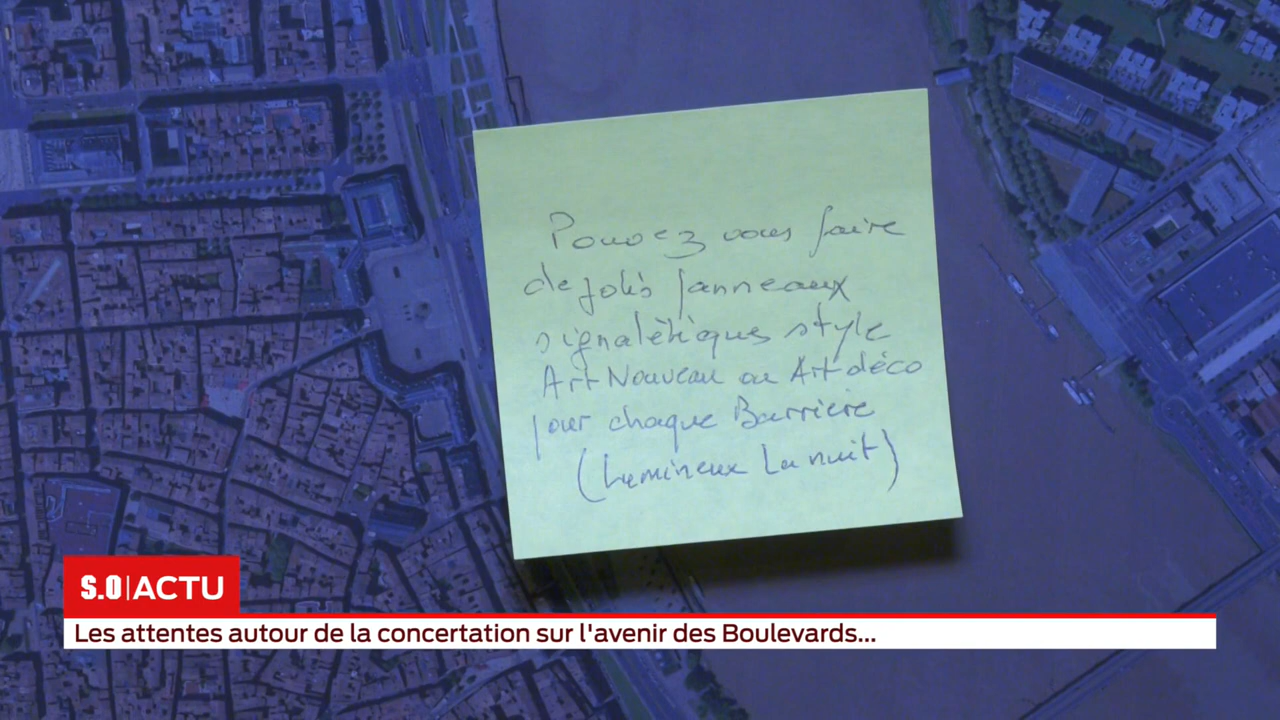 Pouvez vous faire
de jolis panneaux
signalétiques style
Art Nouveau ou Art déco
pour chaque Barrière
(Lumineux La nuit)
S.O|ACTU
Les attentes autour de la concertation sur l'avenir des Boulevards...